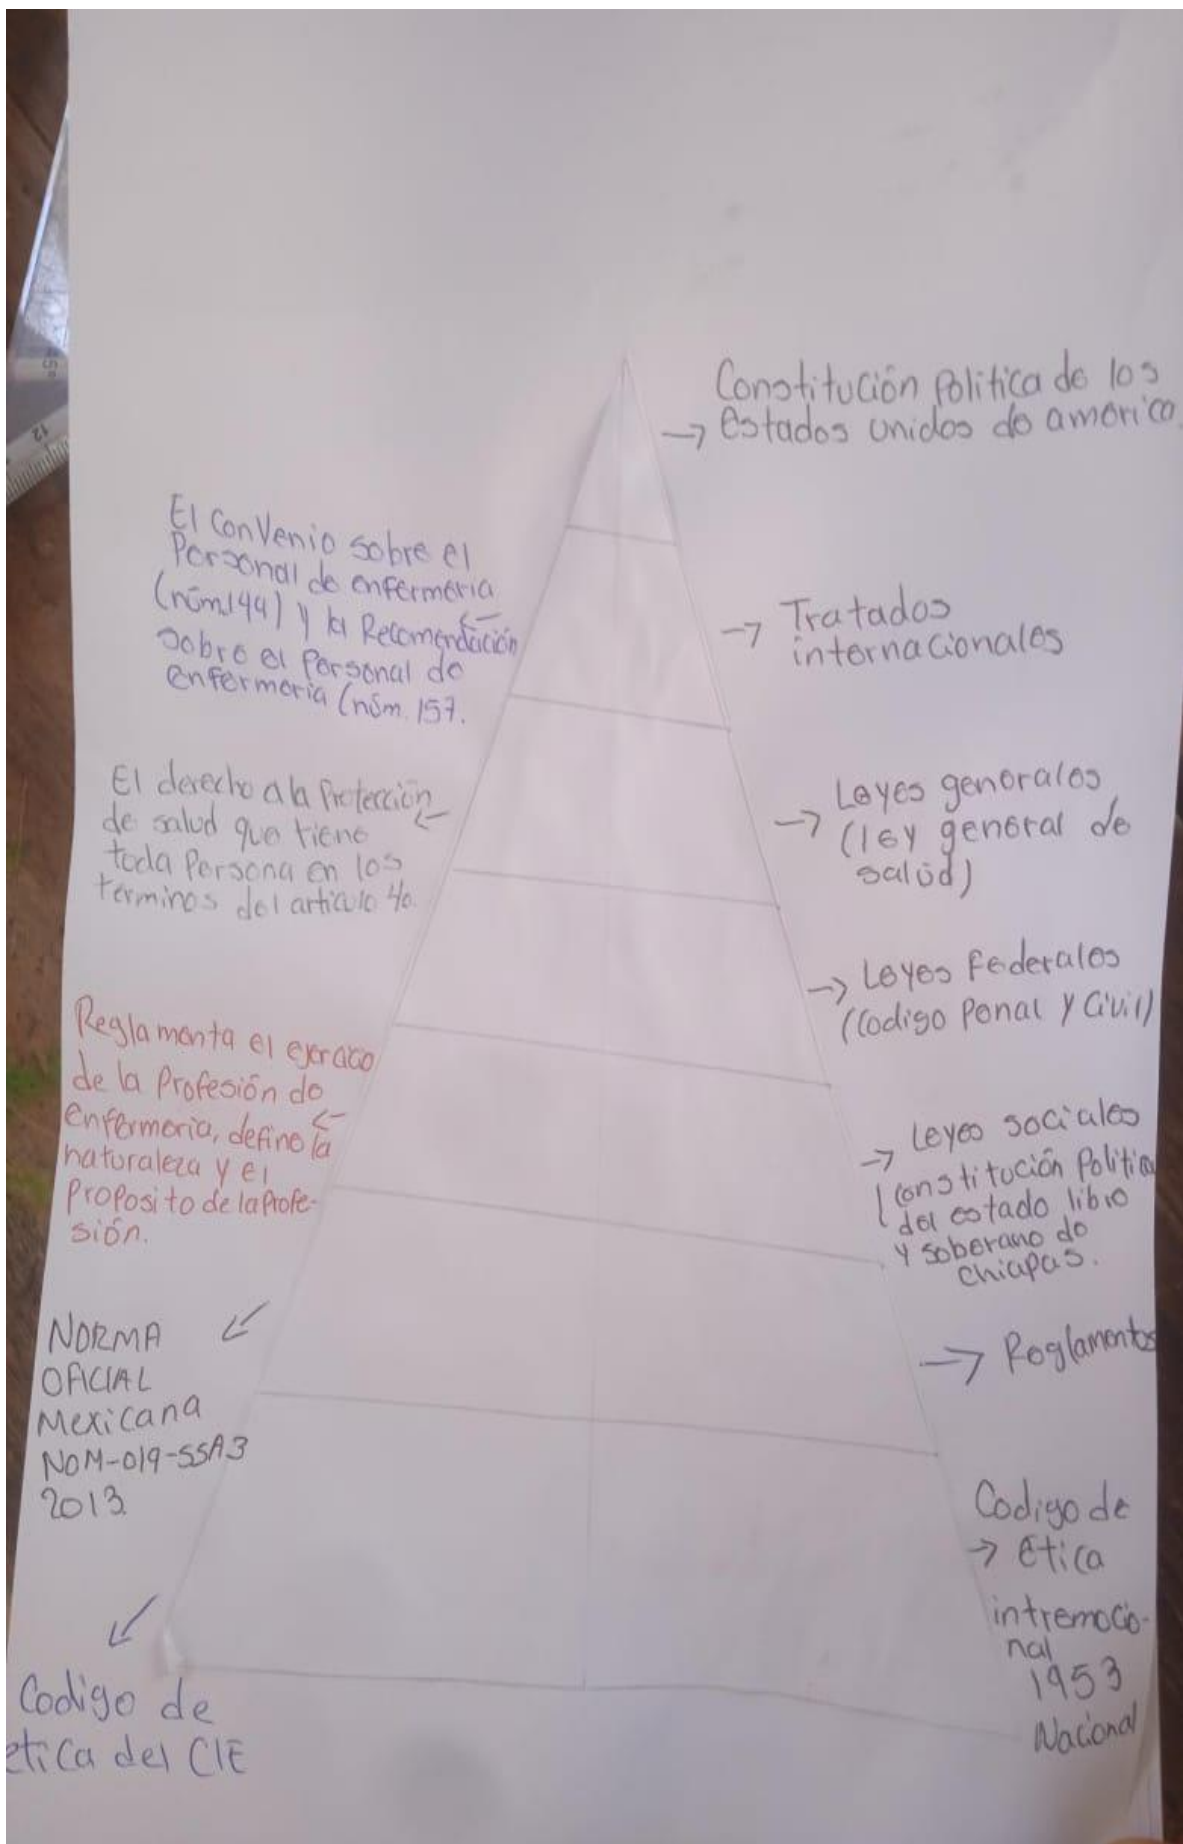 Constitución Politica de los
→ Estados unidos de america
El Convenio sobre el
Personal de enfermeria
(núm149) y la Recomendación
sobre el Personal de
enfermeria (núm. 157.
→ Tratados
internacionales
El derecho a la Protección
de salud que tiene
toda Persona en los
terminos del articulo 4o.
→ Leyes generales
(ley general de
salud)
→ Leyes Federales
(Codigo Penal y Civil)
Reglamenta el
de la Profesión de
enfermeria, define la
naturaleza y el
Proposito de la Profe-
sión.
→ Leyes sociales
Constitución Politica
del estado libre
y soberano de
chiapas.
NORMA
OFICIAL
Mexicana
NOM-019-SSA3
2013.
→ Reglamentos
Codigo de
→ Etica
nal
1953
Nacional
Codigo de
etica del CIE
45°
12